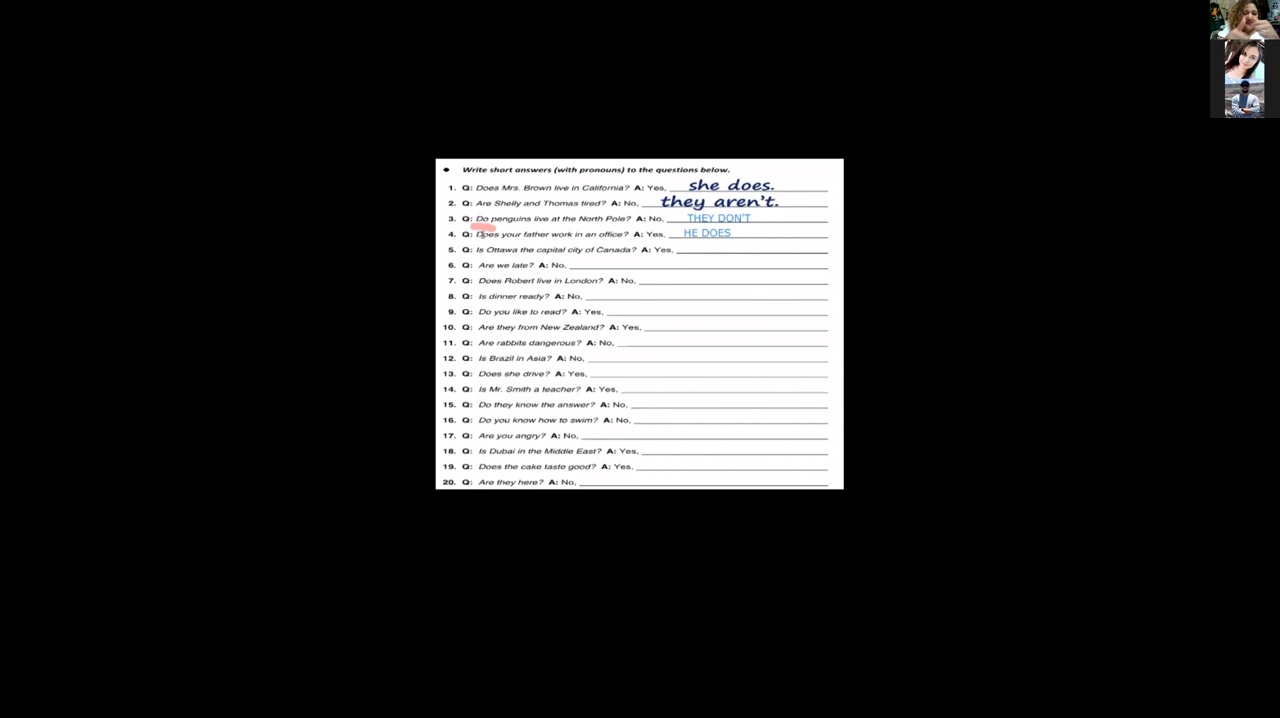 • Write short answers (with pronouns) to the questions below.
1. Q: Does Mrs. Brown live in California? A: Yes, she does.
2. Q: Are Shelly and Thomas tired? A: No, they aren't.
3. Q: Do penguins live at the North Pole? A: No, THEY DON'T
4. Q: Does your father work in an office? A: Yes, HE DOES
5. Q: Is Ottawa the capital city of Canada? A: Yes,
6. Q: Are we late? A: No,
7. Q: Does Robert live in London? A: No,
8. Q: Is dinner ready? A: No,
9. Q: Do you like to read? A: Yes,
10. Q: Are they from New Zealand? A: Yes,
11. Q: Are rabbits dangerous? A: No,
12. Q: Is Brazil in Asia? A: No,
13. Q: Does she drive? A: Yes,
14. Q: Is Mr. Smith a teacher? A: Yes,
15. Q: Do they know the answer? A: No,
16. Q: Do you know how to swim? A: No,
17. Q: Are you angry? A: No,
18. Q: Is Dubai in the Middle East? A: Yes,
19. Q: Does the cake taste good? A: Yes,
20. Q: Are they here? A: No,